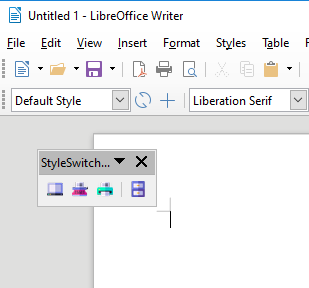 Untitled 1 - LibreOffice Writer
File Edit View Insert Format Styles Table
Default Style Liberation Serif
StyleSwitch...